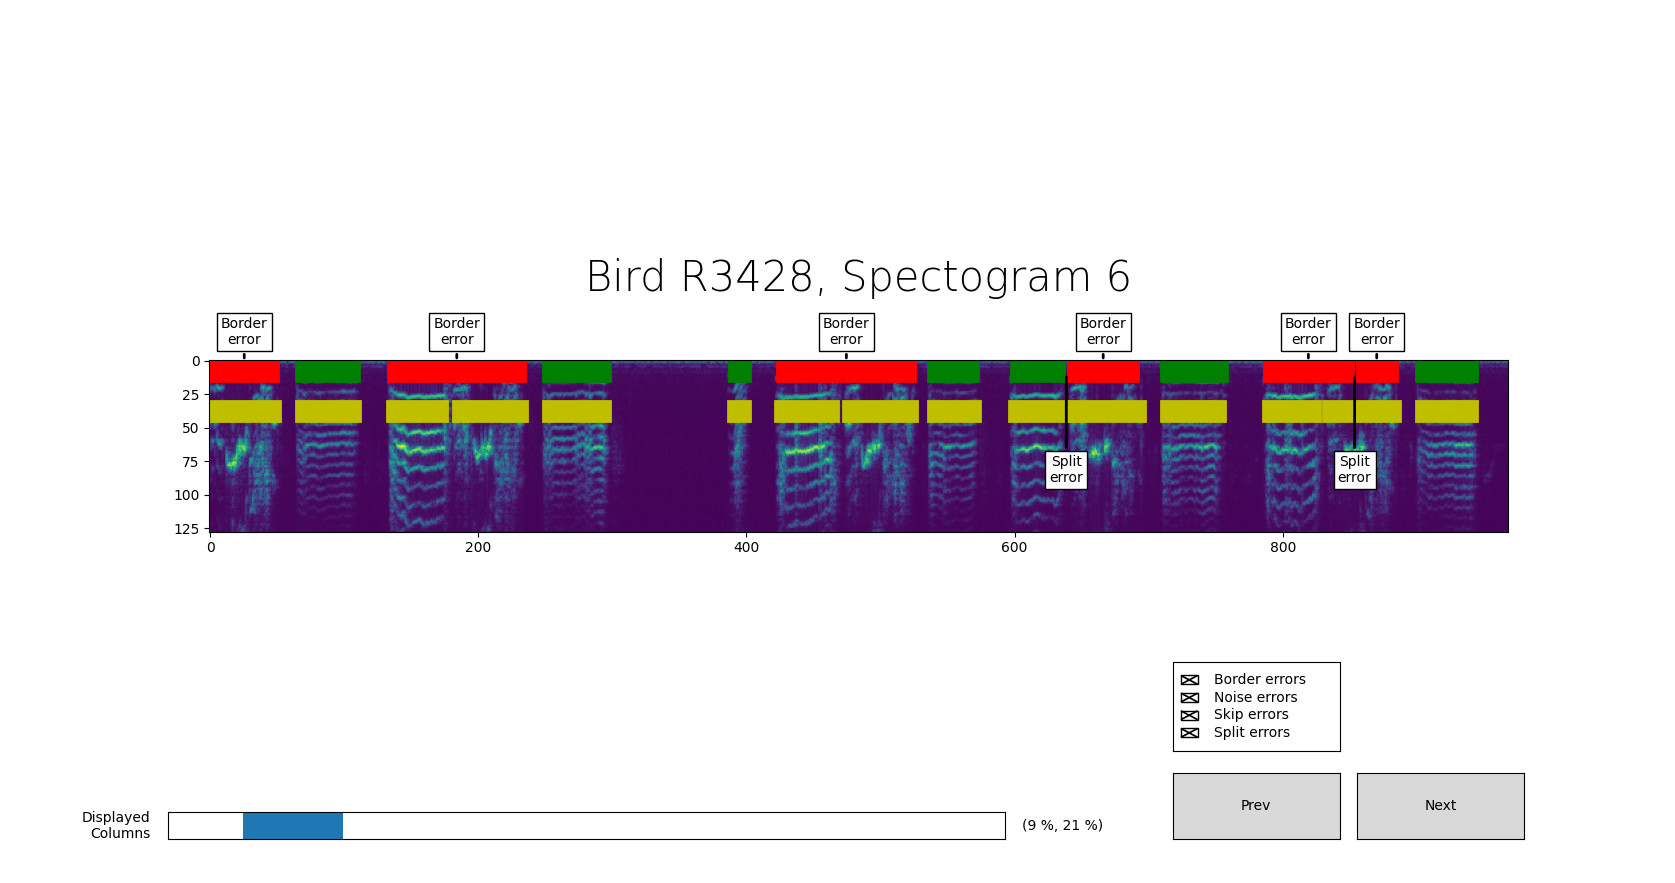 Bird R3428, Spectogram 6
Border
error
Border
error
Border
error
Border
error
Border
error
Border
error
0
25
50
75
100
125
Split
error
Split
error
0
200
400
600
800
Border errors
Noise errors
Skip errors
Split errors
Prev
Next
Displayed
Columns
(9 %, 21 %)